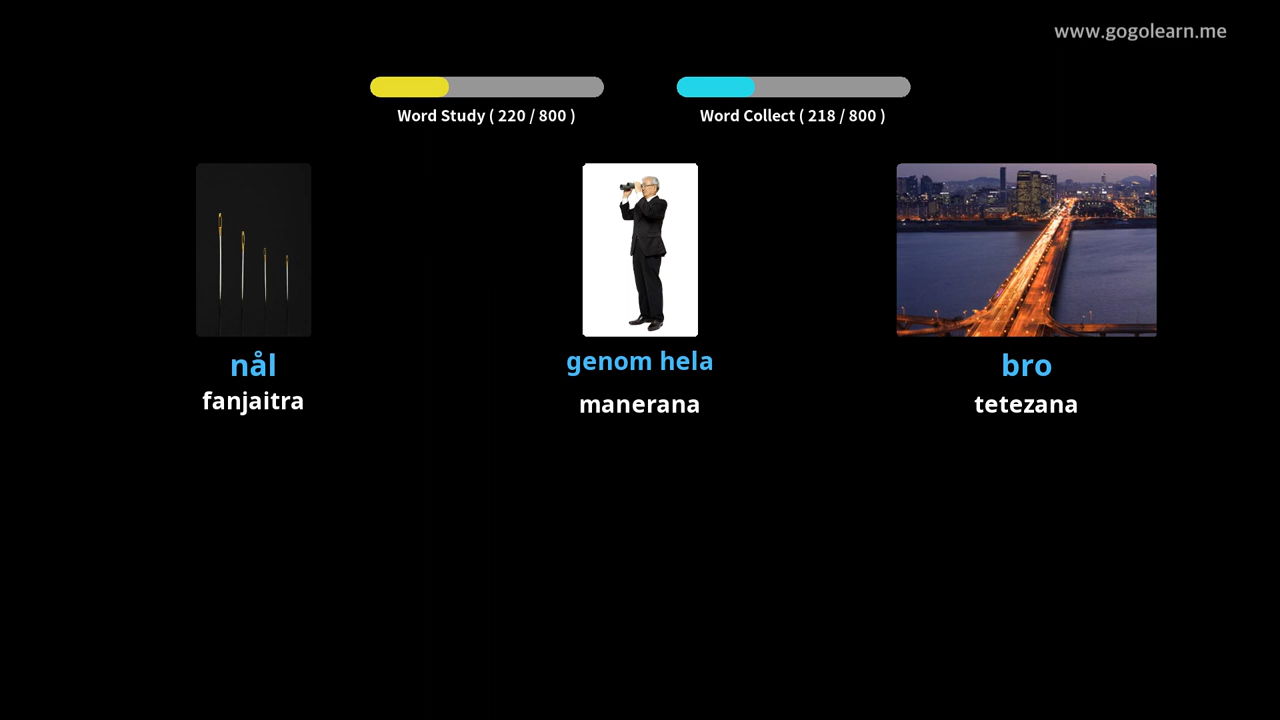 www.gogolearn.me
Word Study ( 220 / 800 )
Word Collect ( 218 / 800 )
nål
fanjaitra
genom hela
manerana
bro
tetezana